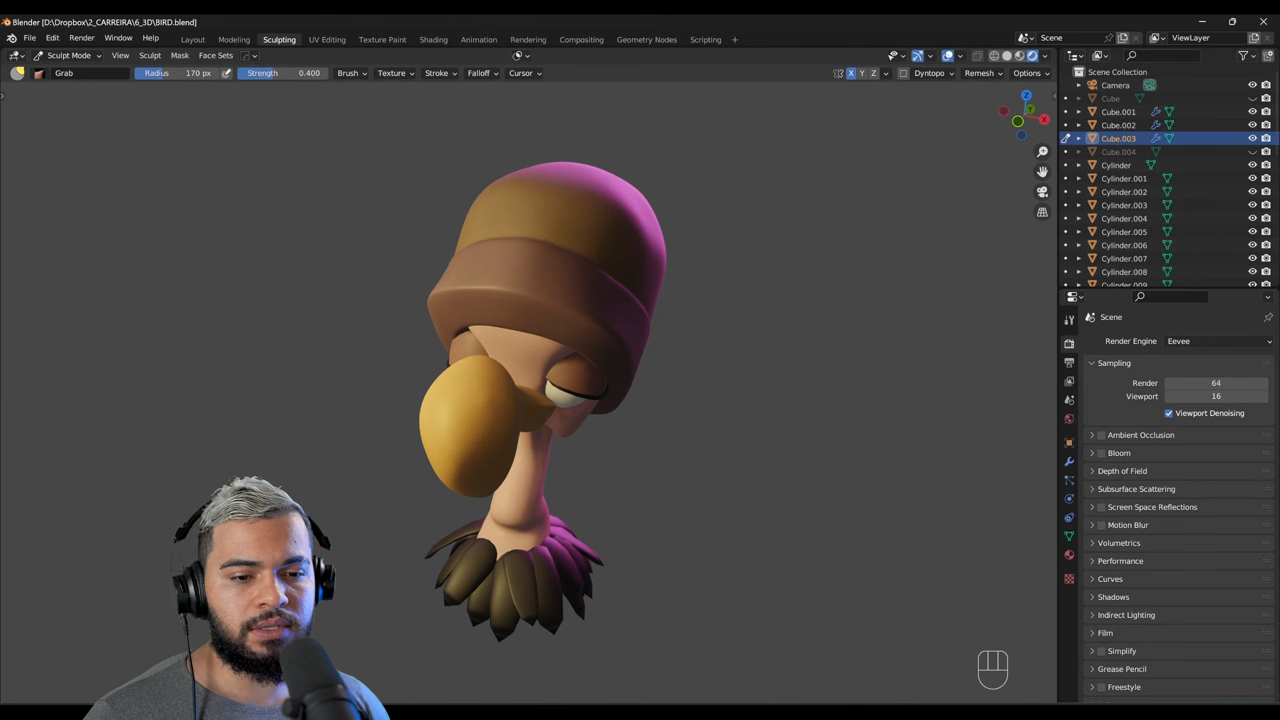 Blender [D:\Dropbox\2_CARREIRA\6_3D\BIRD.blend]
File Edit Render Window Help Layout Modeling Sculpting UV Editing Texture Paint Shading Animation Rendering Compositing Geometry Nodes Scripting + Scene ViewLayer
Sculpt Mode View Sculpt Mask Face Sets
Grab Radius 170 px Strength 0.400 Brush Texture Stroke Falloff Cursor X Y Z Dyntopo Remesh Options
Scene Collection
Camera
Cube
Cube.001
Cube.002
Cube.003
Cube.004
Cylinder
Cylinder.001
Cylinder.002
Cylinder.003
Cylinder.004
Cylinder.005
Cylinder.006
Cylinder.007
Cylinder.008
Cylinder.009
Z
Y
X
Scene
Render Engine Eevee
Sampling
Render 64
Viewport 16
Viewport Denoising
Ambient Occlusion
Bloom
Depth of Field
Subsurface Scattering
Screen Space Reflections
Motion Blur
Volumetrics
Performance
Curves
Shadows
Indirect Lighting
Film
Simplify
Grease Pencil
Freestyle